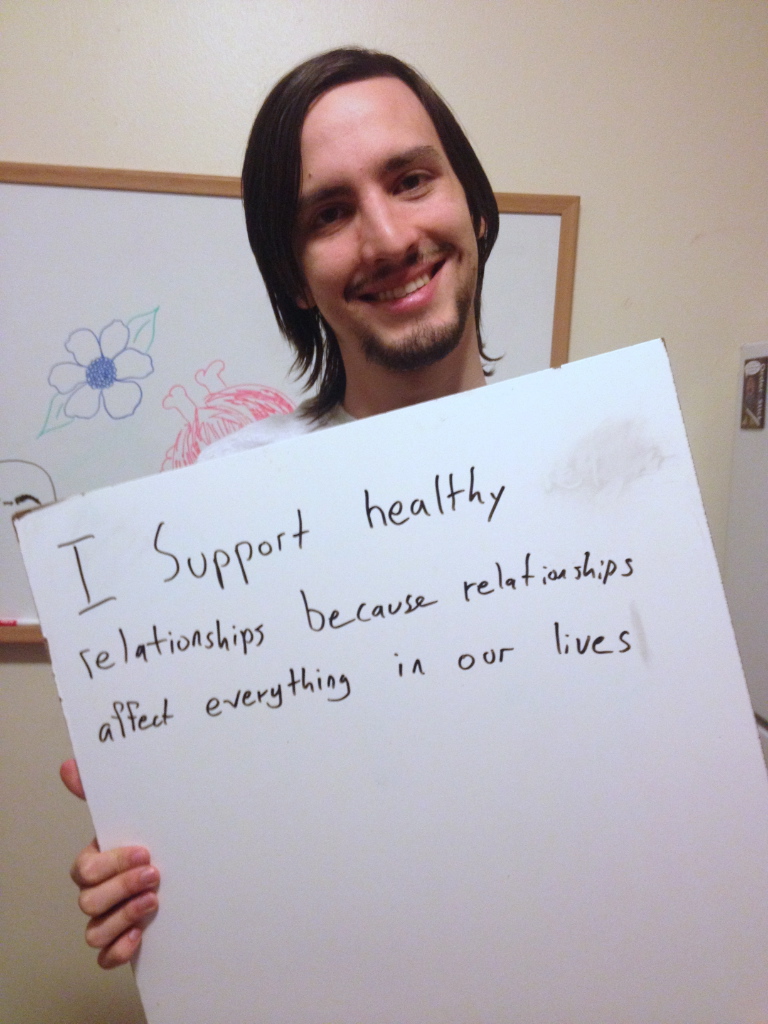 I Support healthy
relationships because relationships
affect everything in our lives